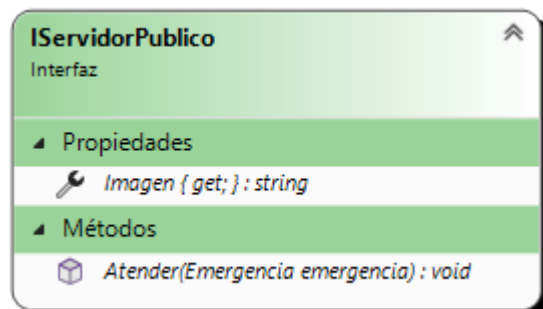 IServidorPublico
Interfaz
Propiedades
Imagen { get; } : string
Métodos
Atender(Emergencia emergencia) : void